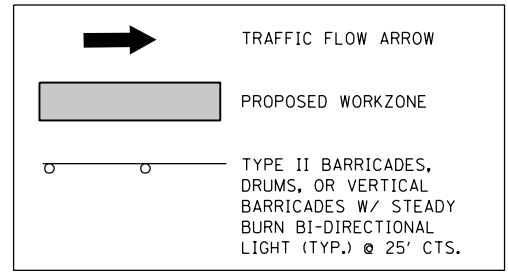 TRAFFIC FLOW ARROW
PROPOSED WORKZONE
TYPE II BARRICADES,
DRUMS, OR VERTICAL
BARRICADES W/ STEADY
BURN BI-DIRECTIONAL
LIGHT (TYP.) @ 25' CTS.